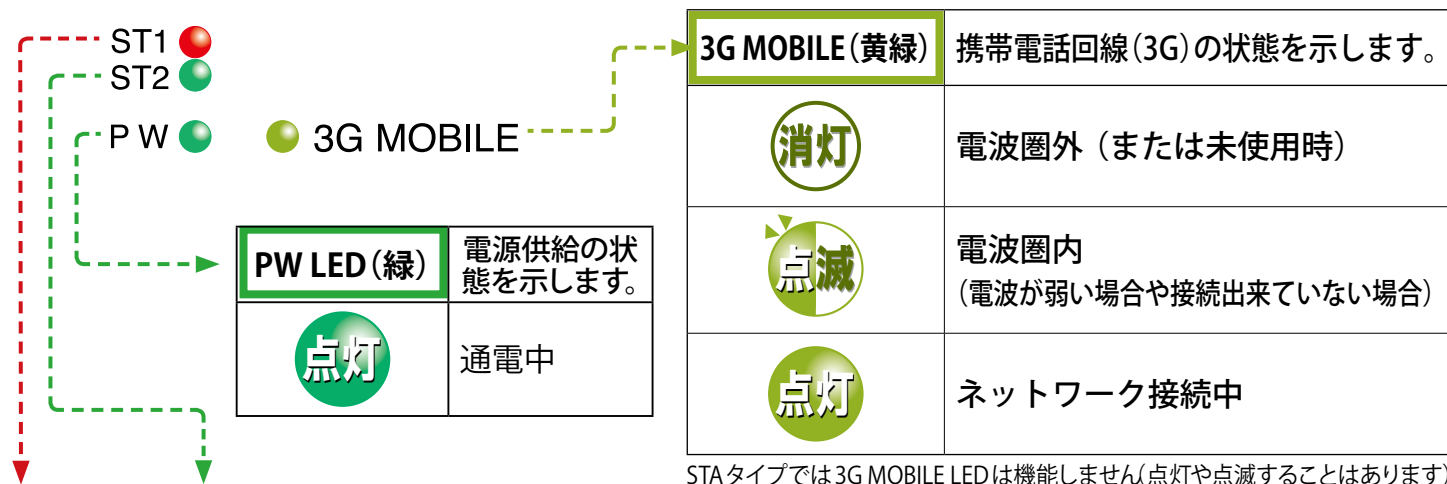 ST1
ST2
PW
3G MOBILE
PW LED(緑)
電源供給の状
態を示します。
点灯
通電中
3G MOBILE(黄緑)
携帯電話回線(3G)の状態を示します。
消灯
電波圏外(または未使用時)
点滅
電波圏内
(電波が弱い場合や接続出来ていない場合)
点灯
ネットワーク接続中
STAタイプでは3G MOBILE LEDは機能しません(点灯や点滅することはあります)